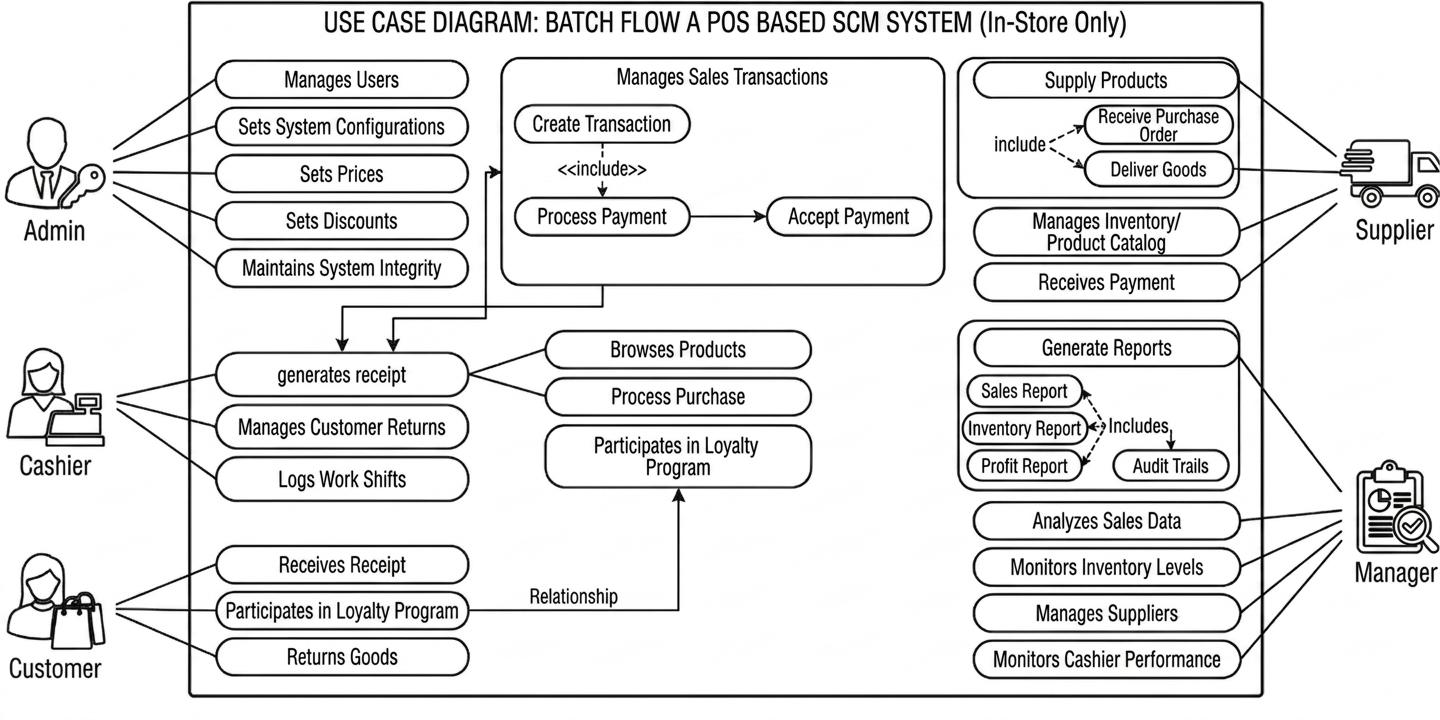 USE CASE DIAGRAM: BATCH FLOW A POS BASED SCM SYSTEM (In-Store Only)
Admin
Manages Users
Sets System Configurations
Sets Prices
Sets Discounts
Maintains System Integrity
Manages Sales Transactions
Create Transaction
<<include>>
Process Payment
Accept Payment
Supply Products
include
Receive Purchase
Order
Deliver Goods
Manages Inventory/
Product Catalog
Receives Payment
Supplier
Cashier
generates receipt
Manages Customer Returns
Logs Work Shifts
Browses Products
Process Purchase
Participates in Loyalty
Program
Generate Reports
Sales Report
Inventory Report
Profit Report
Includes
Audit Trails
Analyzes Sales Data
Monitors Inventory Levels
Manages Suppliers
Monitors Cashier Performance
Manager
Customer
Receives Receipt
Participates in Loyalty Program
Returns Goods
Relationship